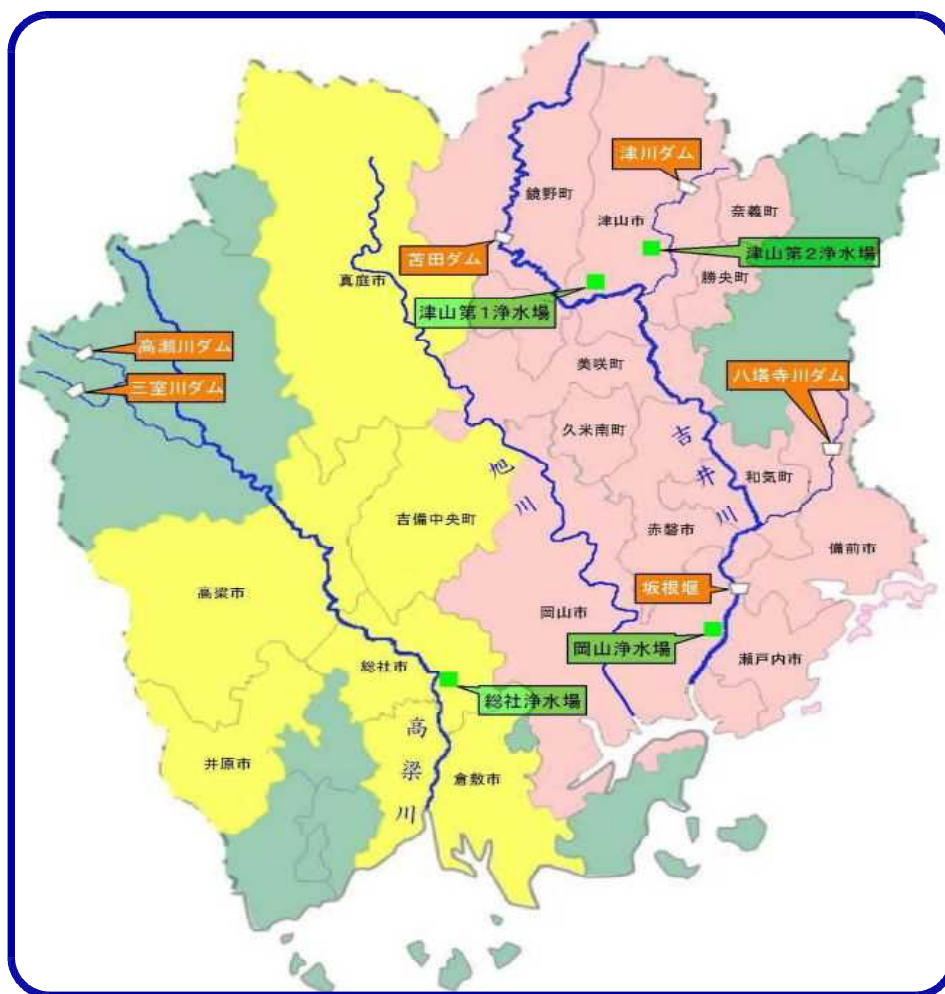 津川ダム
鏡野町
奈義町
津山市
苫田ダム
津山第2浄水場
真庭市
勝央町
津山第1浄水場
高瀬川ダム
美咲町
八塔寺川ダム
三室川ダム
久米南町
吉井川
旭川
和気町
吉備中央町
赤磐市
備前市
高梁市
坂根堰
岡山市
岡山浄水場
瀬戸内市
総社市
総社浄水場
高梁川
井原市
倉敷市